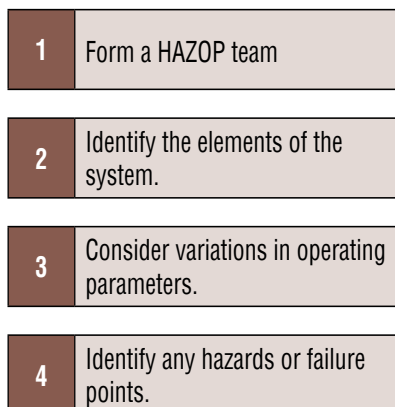 1 Form a HAZOP team
2 Identify the elements of the
system.
3 Consider variations in operating
parameters.
4 Identify any hazards or failure
points.